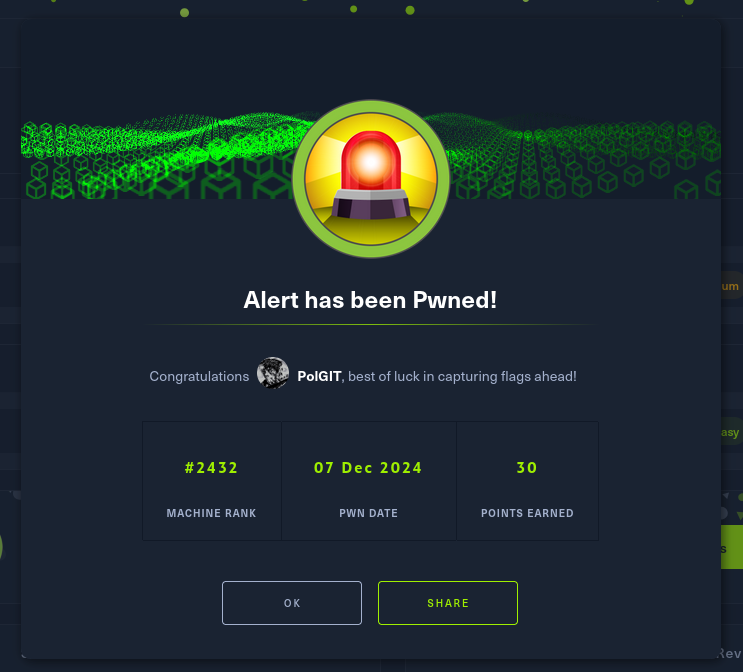 Alert has been Pwned!
um
Congratulations PolGIT, best of luck in capturing flags ahead!
asy
#2432 07 Dec 2024 30
MACHINE RANK PWN DATE POINTS EARNED
s
OK SHARE
Rev